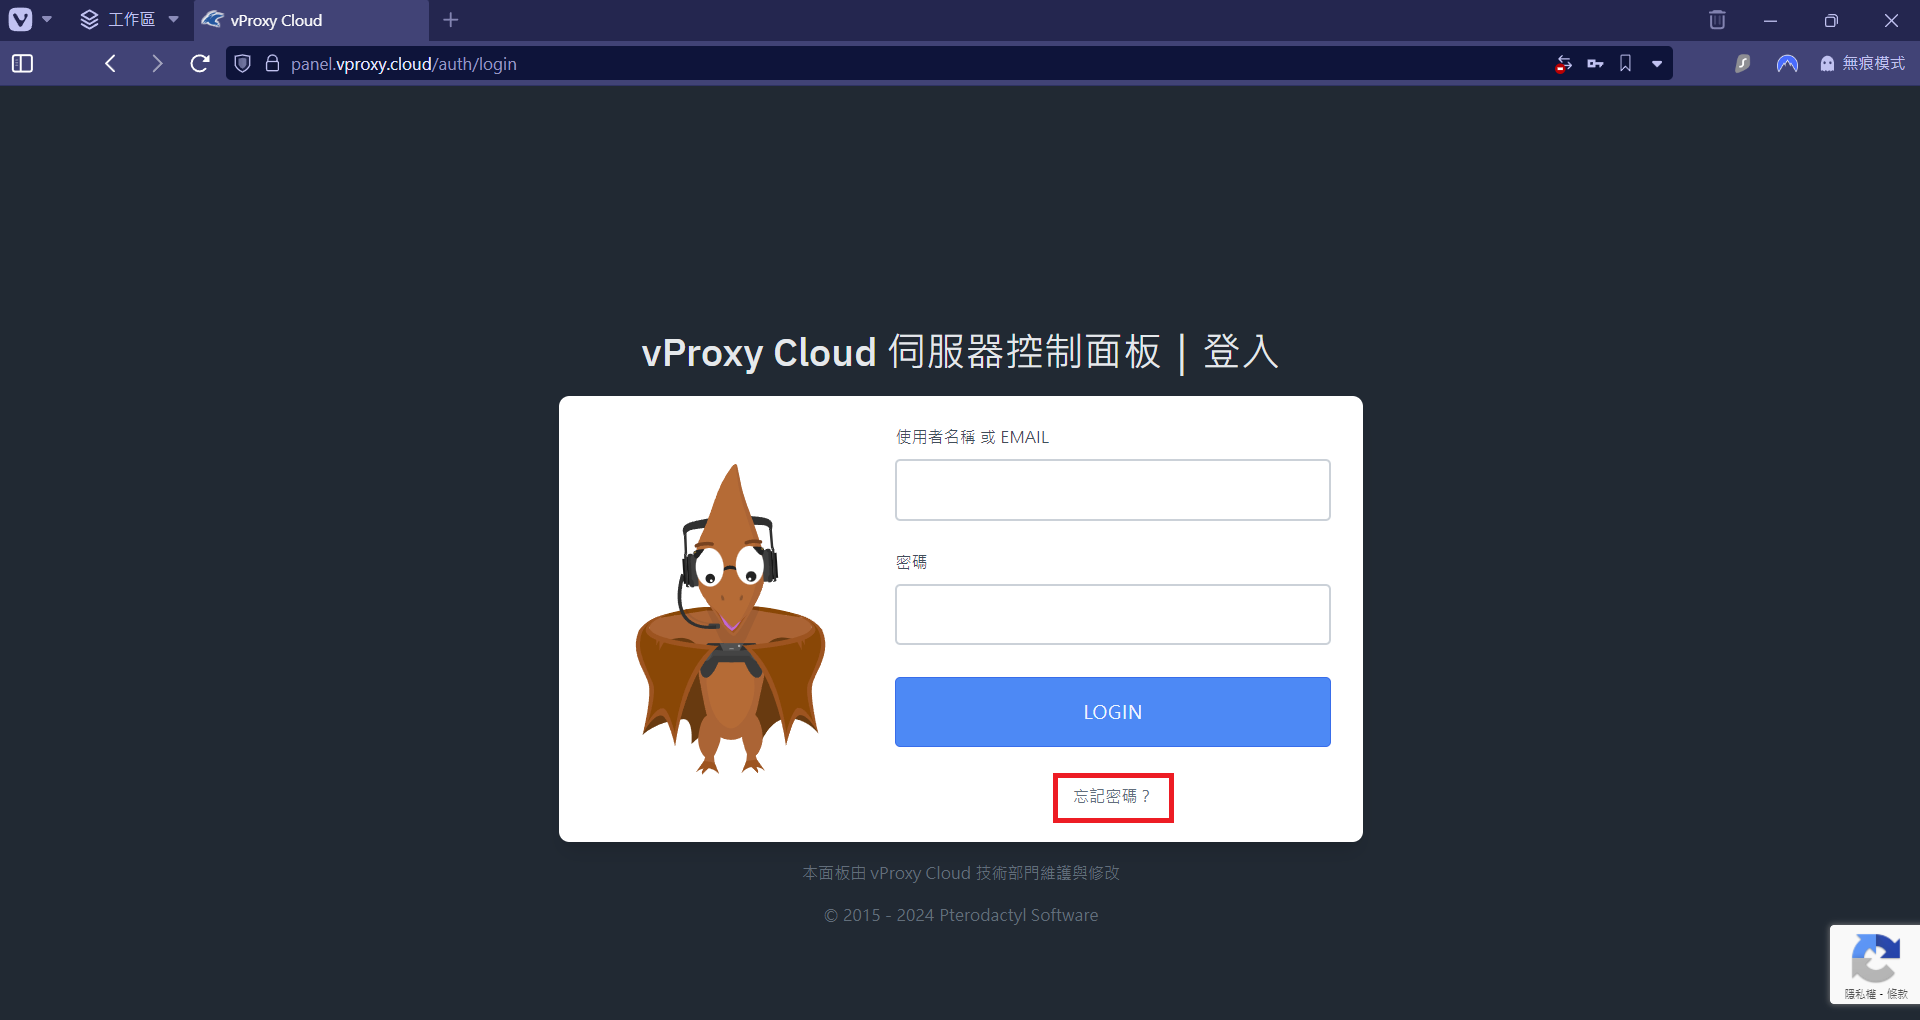 工作區
vProxy Cloud
panel.vproxy.cloud/auth/login
無痕模式
vProxy Cloud 伺服器控制面板 | 登入
使用者名稱 或 EMAIL
密碼
LOGIN
忘記密碼？
本面板由 vProxy Cloud 技術部門維護與修改
© 2015 - 2024 Pterodactyl Software
隱私權 - 條款